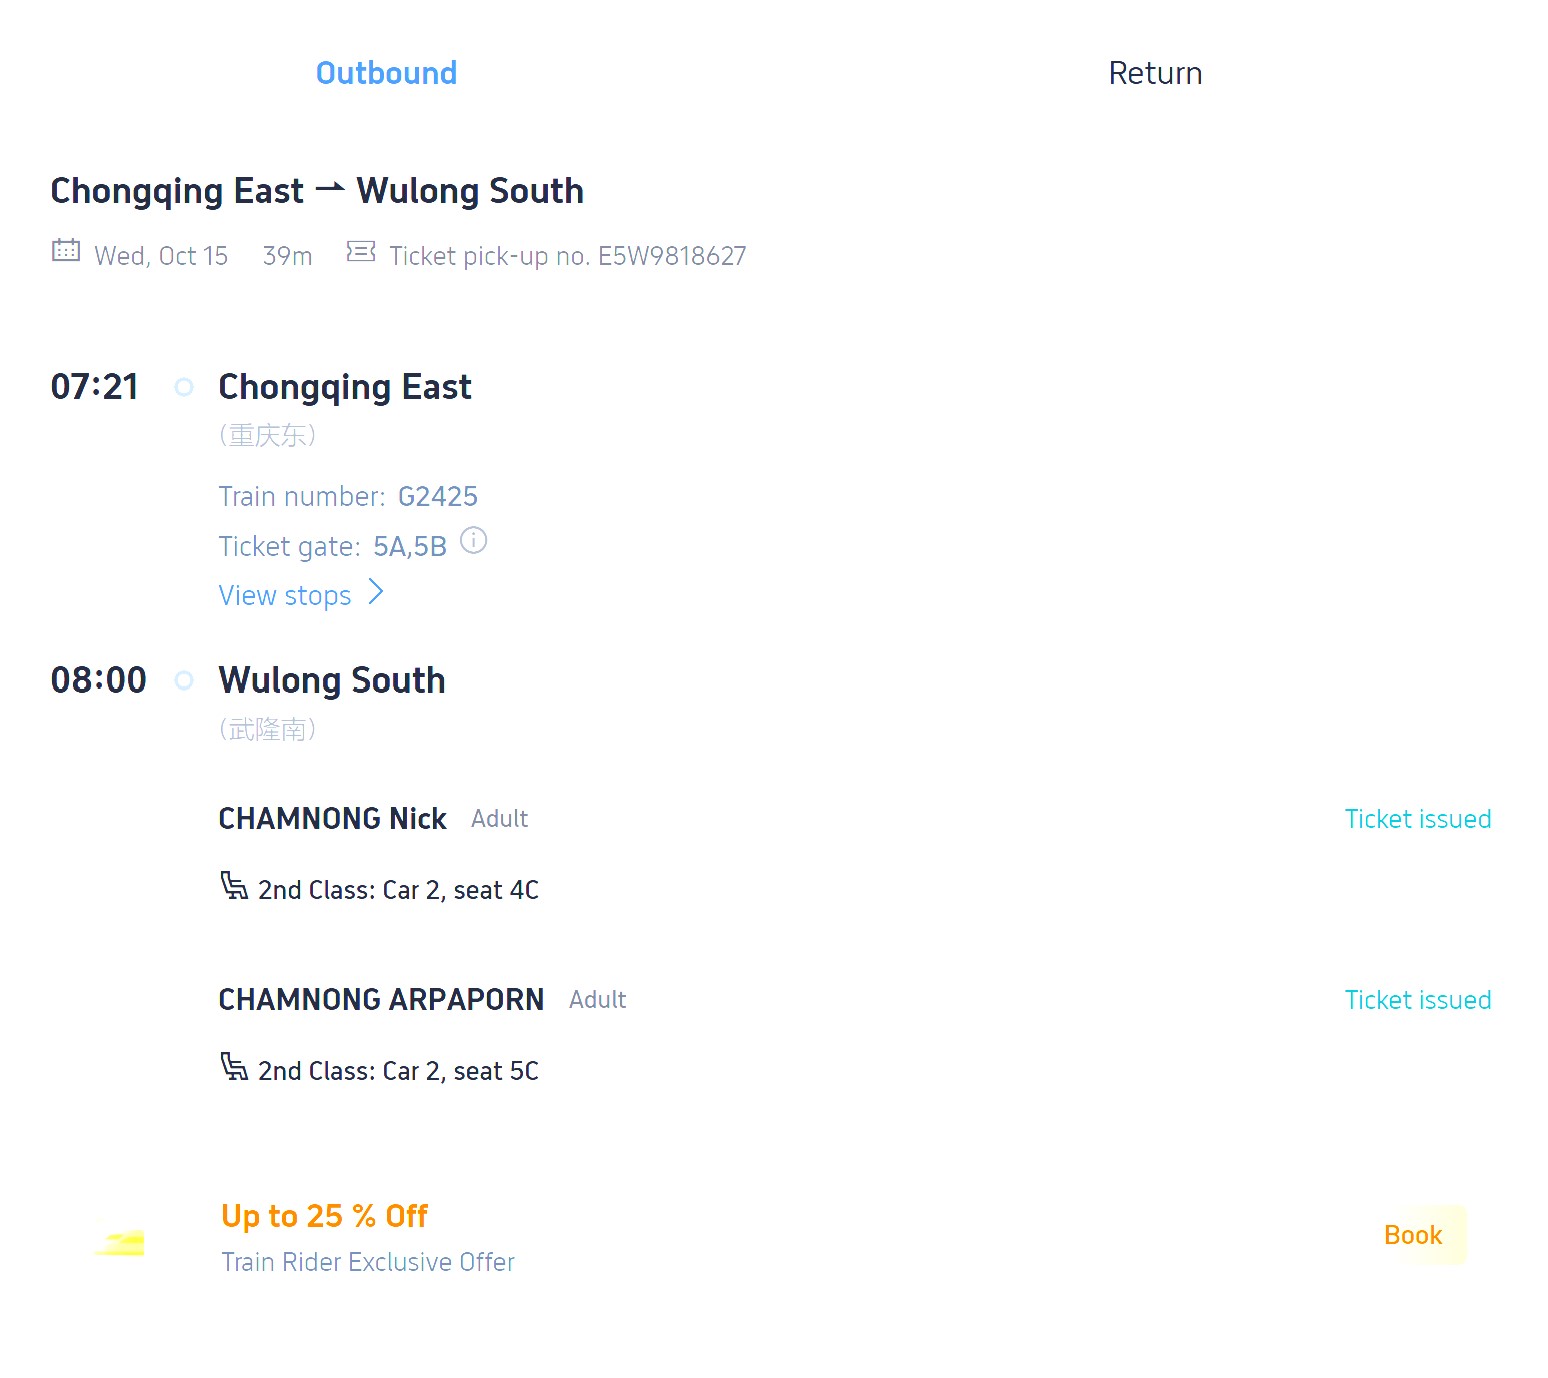 Outbound
Return
Chongqing East → Wulong South
Wed, Oct 15 39m Ticket pick-up no. E5W9818627
07:21 Chongqing East
(重庆东)
Train number: G2425
Ticket gate: 5A,5B
View stops >
08:00 Wulong South
(武隆南)
CHAMNONG Nick Adult Ticket issued
2nd Class: Car 2, seat 4C
CHAMNONG ARPAPORN Adult Ticket issued
2nd Class: Car 2, seat 5C
Up to 25 % Off
Train Rider Exclusive Offer
Book